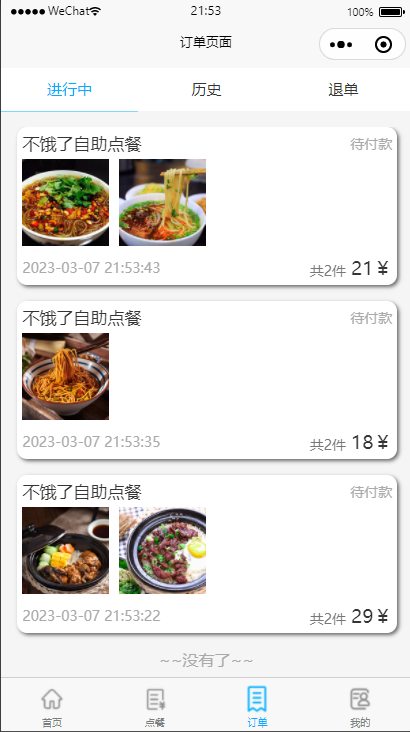 ●●●●● WeChat 21:53 100%
订单页面
进行中 历史 退单
不饿了自助点餐 待付款
2023-03-07 21:53:43 共2件 21￥
不饿了自助点餐 待付款
2023-03-07 21:53:35 共2件 18￥
不饿了自助点餐 待付款
2023-03-07 21:53:22 共2件 29￥
~~没有了~~
首页 点餐 订单 我的